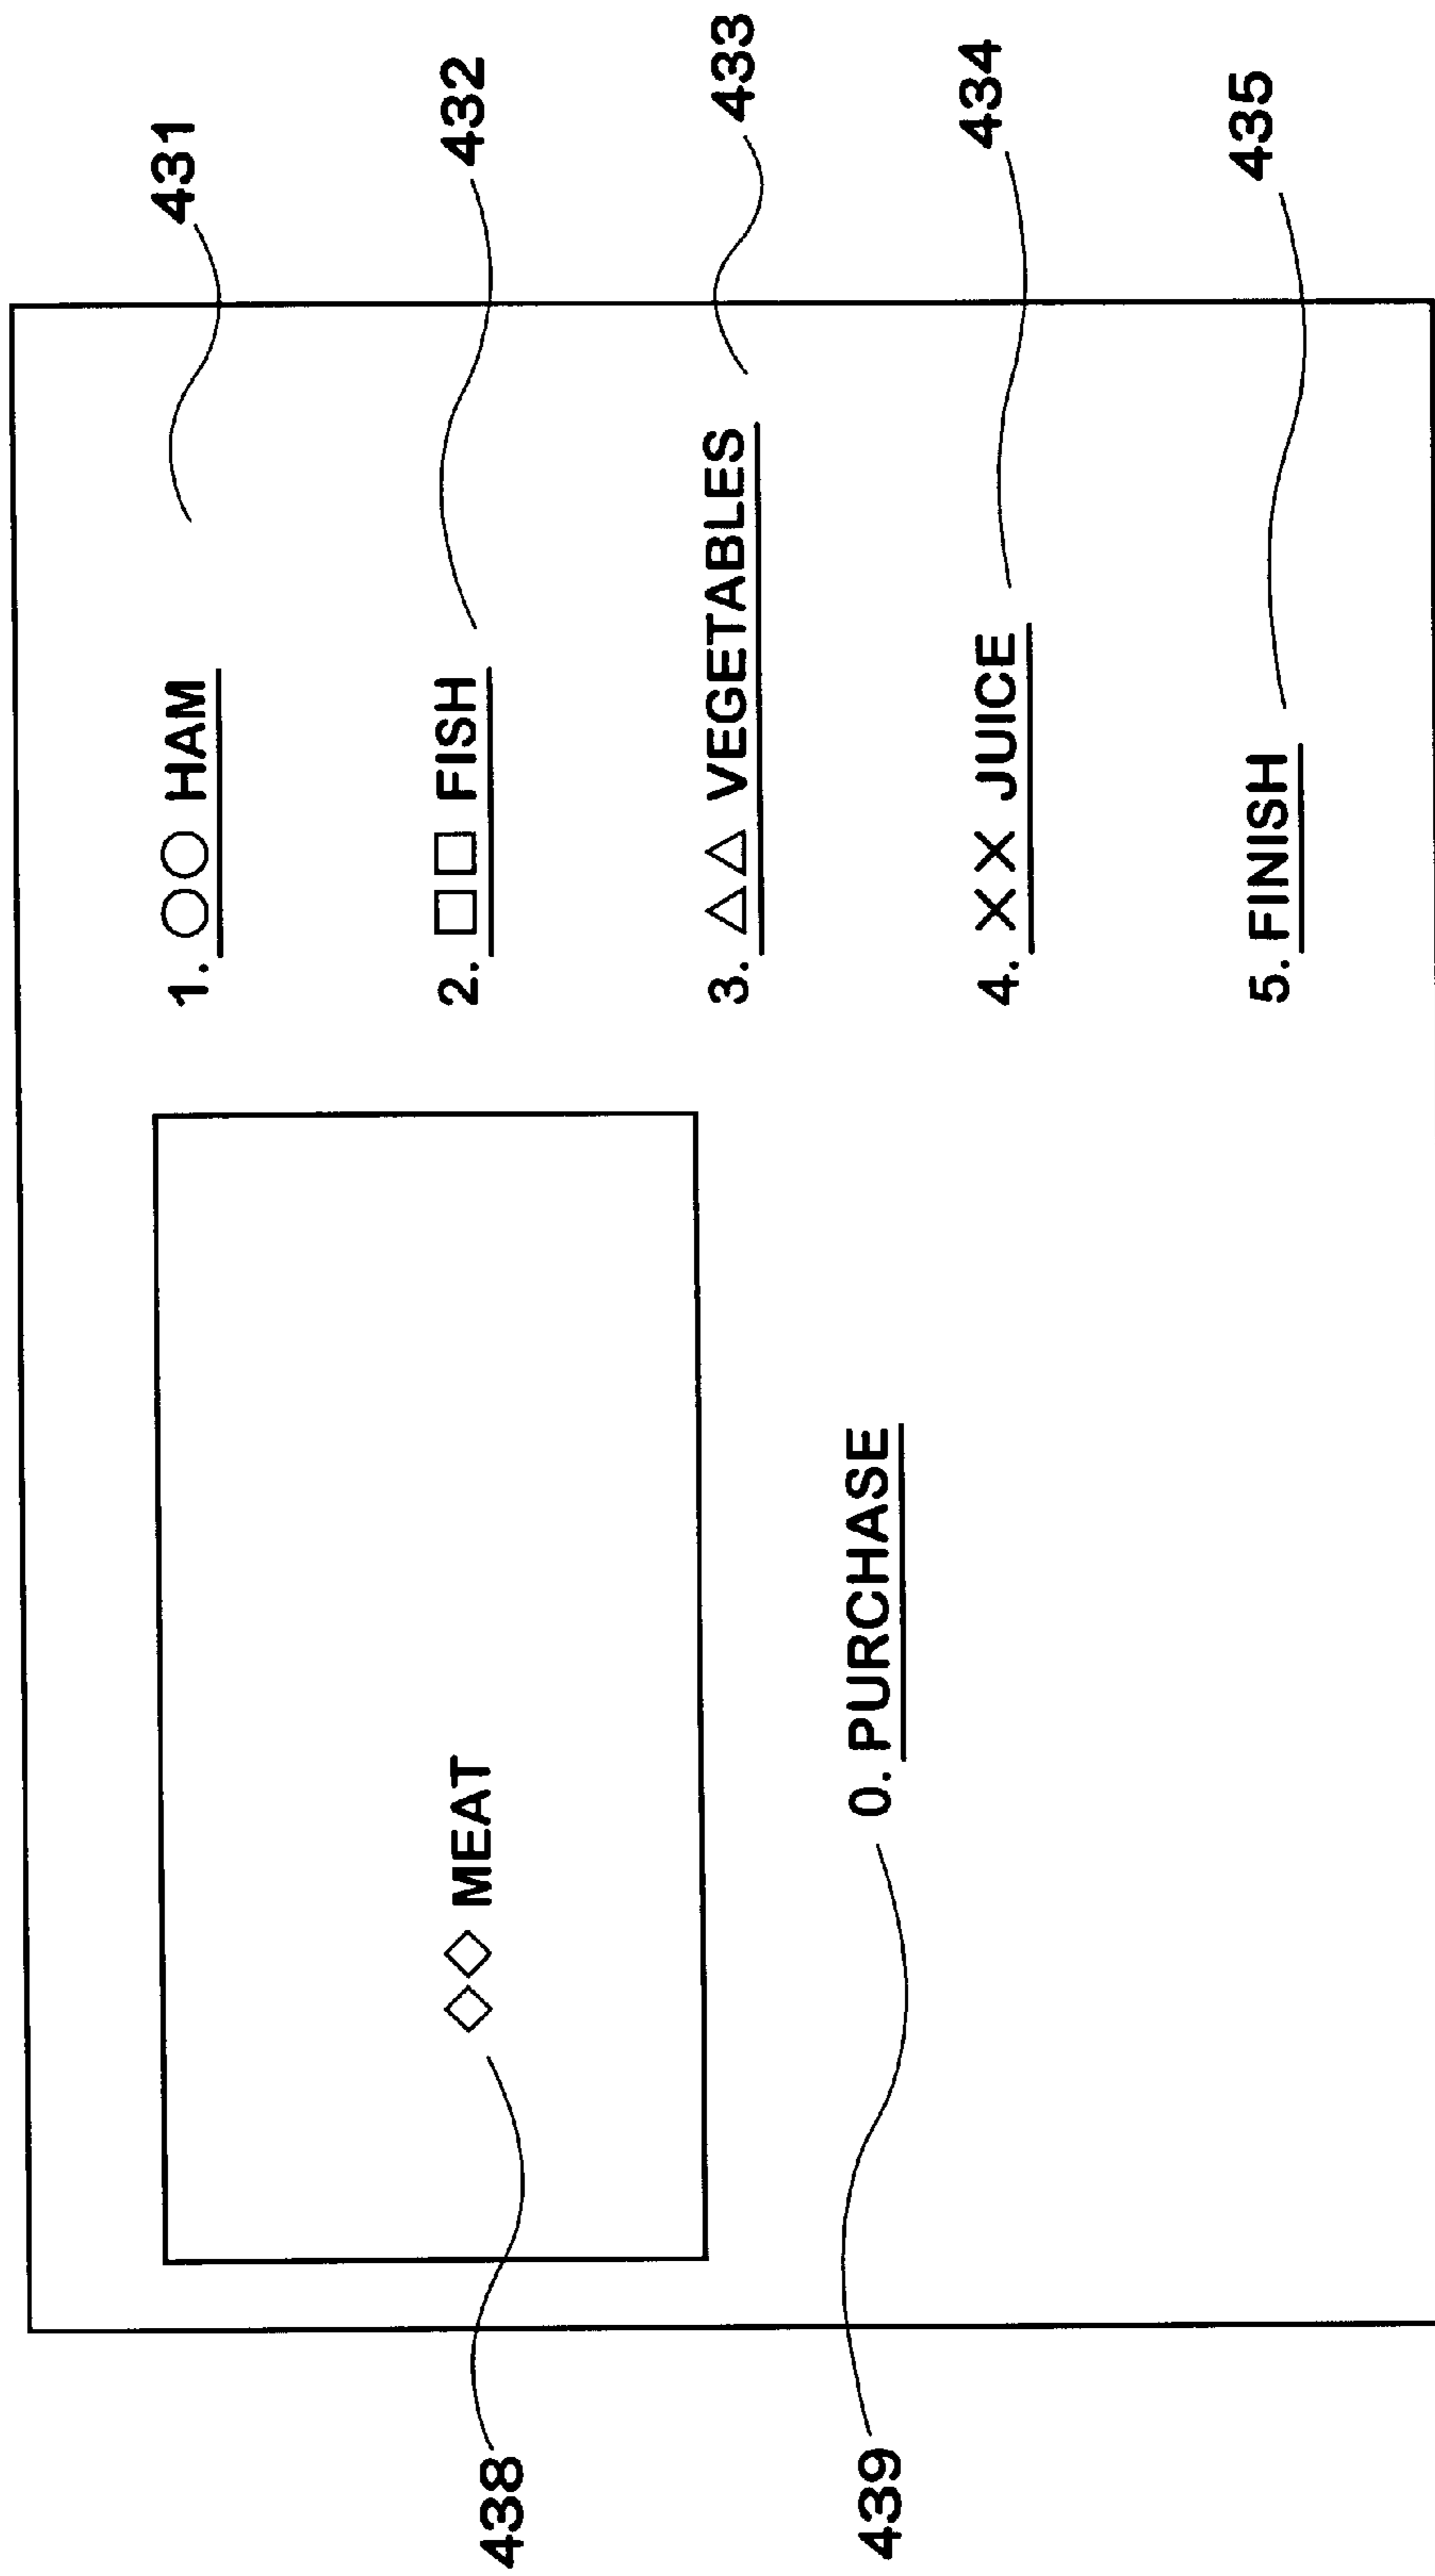 1. ○○ HAM 431
2. □□ FISH 432
3. △△ VEGETABLES 433
4. ×× JUICE 434
5. FINISH 435
438 ◇◇ MEAT
439 0. PURCHASE